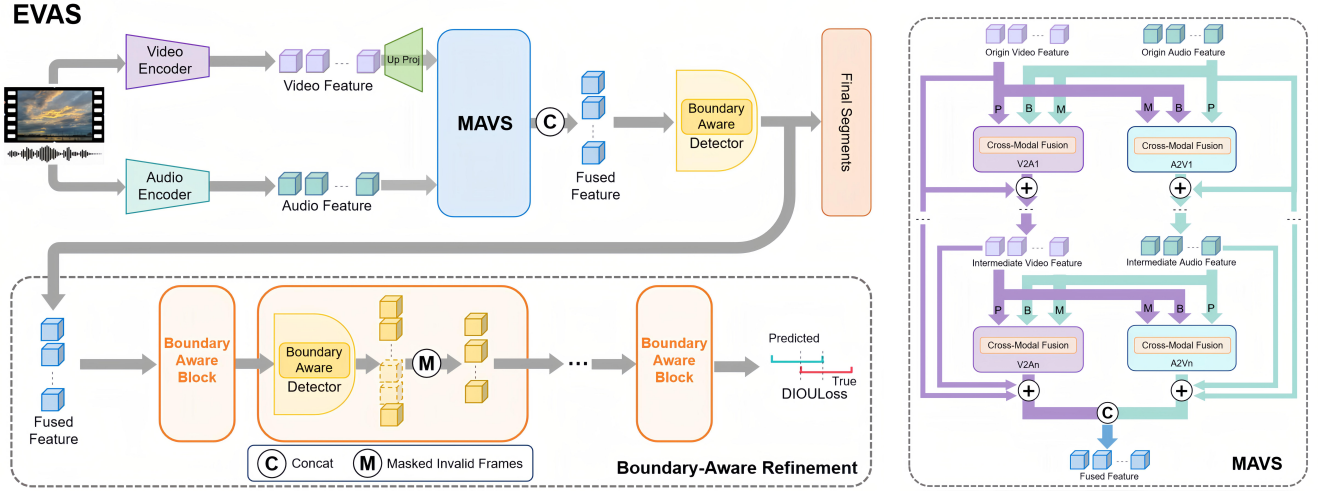 EVAS
Video
Encoder
Video Feature
Up Proj
Audio
Encoder
Audio Feature
MAVS
C
Fused
Feature
Boundary
Aware
Detector
Final Segments
Fused
Feature
Boundary
Aware
Block
Boundary
Aware
Detector
M
...
Boundary
Aware
Block
Predicted
True
DIOULoss
C Concat
M Masked Invalid Frames
Boundary-Aware Refinement
Origin Video Feature
Origin Audio Feature
P B M
M B P
Cross-Modal Fusion
V2A1
Cross-Modal Fusion
A2V1
+ +
Intermediate Video Feature
Intermediate Audio Feature
P B M
M B P
Cross-Modal Fusion
V2An
Cross-Modal Fusion
A2Vn
+ +
C
Fused Feature
MAVS